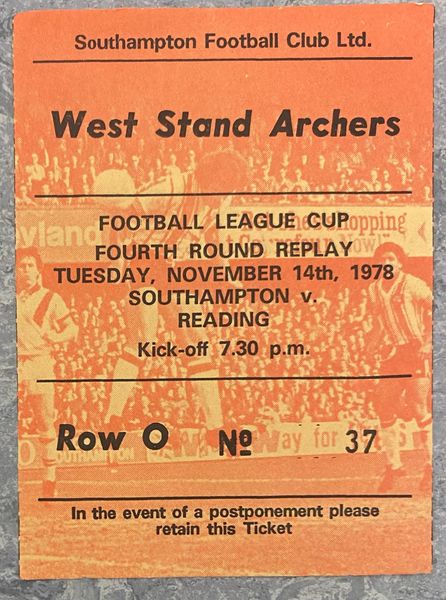 Southampton Football Club Ltd.
West Stand Archers
FOOTBALL LEAGUE CUP
FOURTH ROUND REPLAY
TUESDAY, NOVEMBER 14th, 1978
SOUTHAMPTON v.
READING
Kick-off 7.30 p.m.
Row O Nº 37
In the event of a postponement please
retain this Ticket